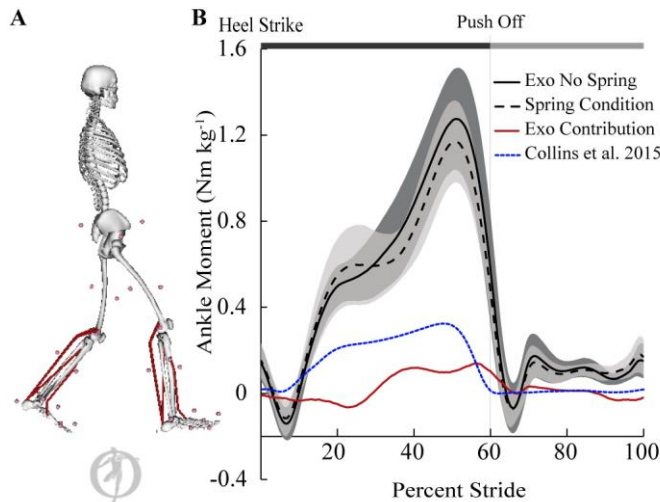 A
B
Heel Strike
Push Off
1.6
1.2
0.8
0.4
0
-0.4
Ankle Moment (Nm kg⁻¹)
Exo No Spring
Spring Condition
Exo Contribution
Collins et al. 2015
20 40 60 80 100
Percent Stride